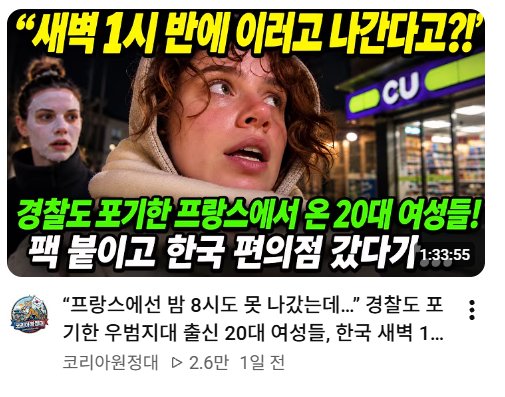 “새벽 1시 반에 이러고 나간다고?!”
CU
경찰도 포기한 프랑스에서 온 20대 여성들!
팩 붙이고 한국 편의점 갔다가...
1:33:55
“프랑스에선 밤 8시도 못 나갔는데...” 경찰도 포
기한 우범지대 출신 20대 여성들, 한국 새벽 1...
코리아원정대 ▷ 2.6만 1일 전